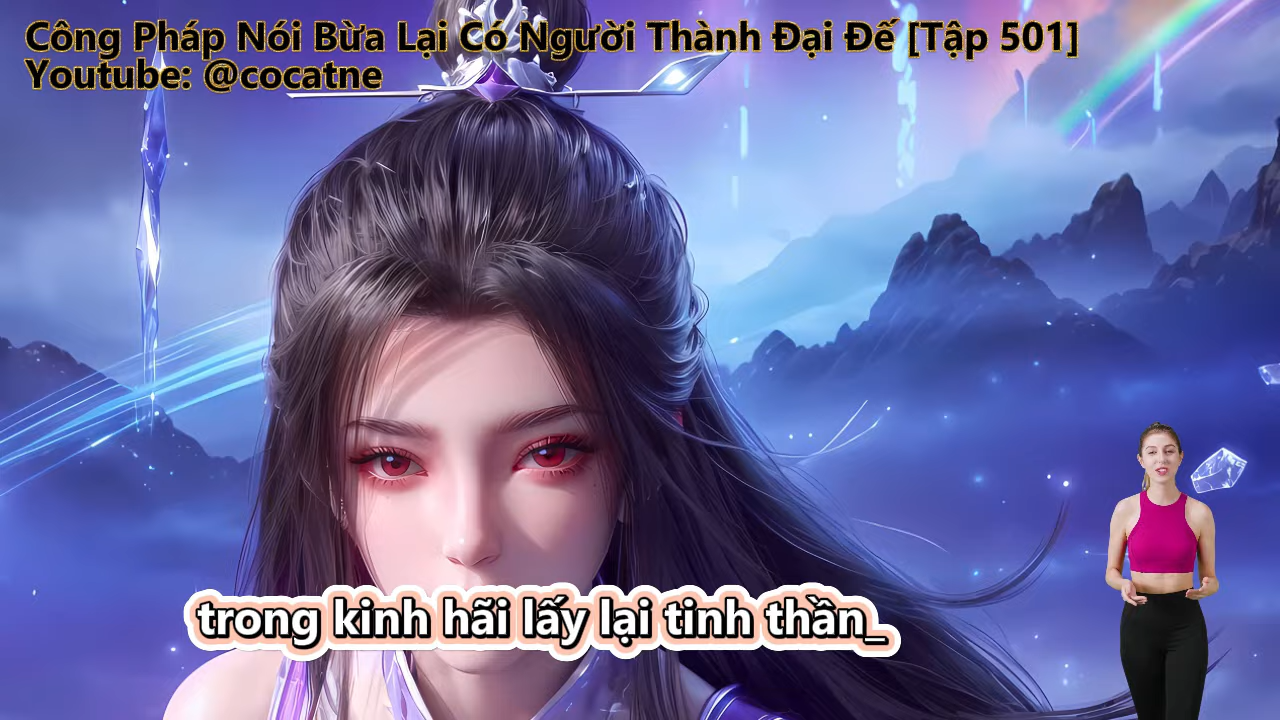 Công Pháp Nói Bừa Lại Có Người Thành Đại Đế [Tập 501]
Youtube: @cocatne
trong kinh hãi lấy lại tinh thần_